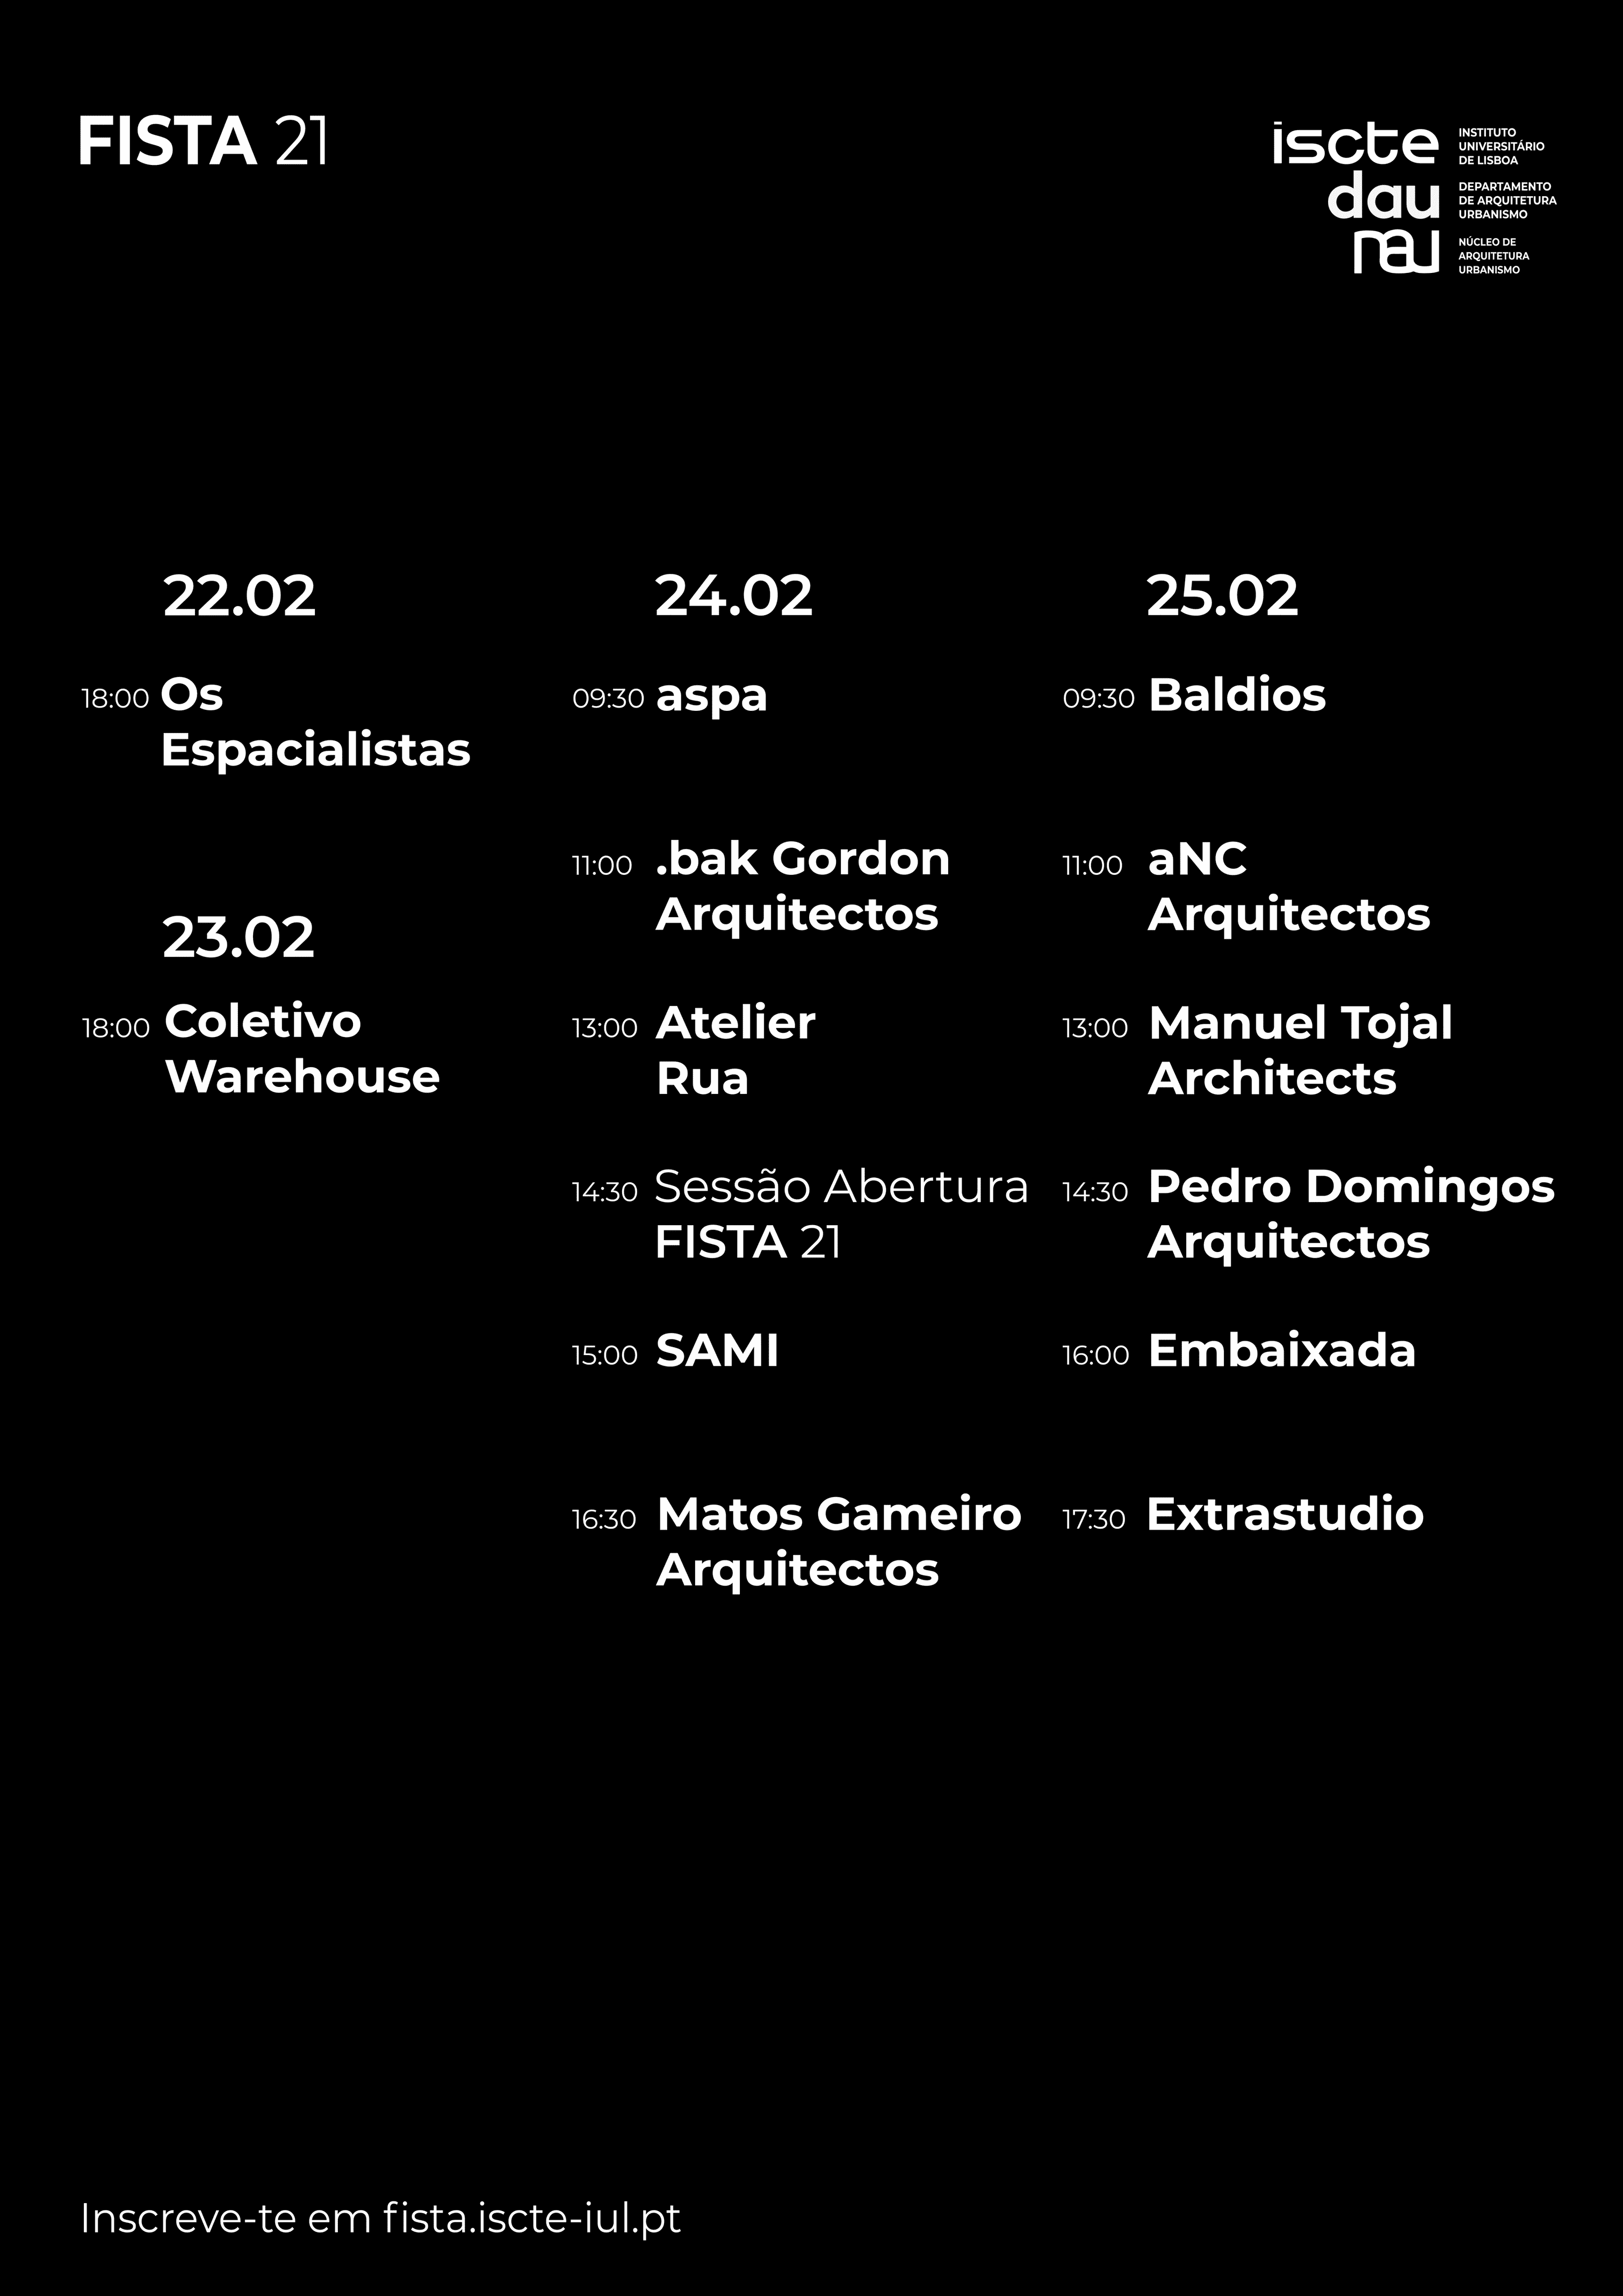 FISTA 21
iscte
INSTITUTO
UNIVERSITÁRIO
DE LISBOA
dau
DEPARTAMENTO
DE ARQUITETURA
URBANISMO
nau
NÚCLEO DE
ARQUITETURA
URBANISMO
22.02
18:00 Os
Espacialistas
23.02
18:00 Coletivo
Warehouse
24.02
09:30 aspa
11:00 .bak Gordon
Arquitectos
13:00 Atelier
Rua
14:30 Sessão Abertura
FISTA 21
15:00 SAMI
16:30 Matos Gameiro
Arquitectos
25.02
09:30 Baldios
11:00 aNC
Arquitectos
13:00 Manuel Tojal
Architects
14:30 Pedro Domingos
Arquitectos
16:00 Embaixada
17:30 Extrastudio
Inscreve-te em fista.iscte-iul.pt